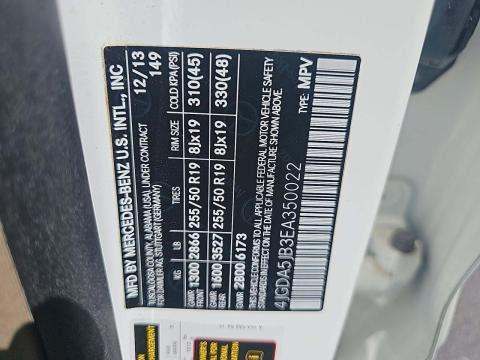 MFD BY MERCEDES-BENZ U.S. INTL., INC
TUSCALOOSA COUNTY, ALABAMA (USA) UNDER CONTRACT
FOR DAIMLER AG, STUTTGART (GERMANY)
12/13
149
KG LB TIRES RIM SIZE COLD KPA(PSI)
GAWR 1300 2866 255/50 R19 8Jx19 310(45)
GAWR 1600 3527 255/50 R19 8Jx19 330(48)
GVWR 2800 6173
THIS VEHICLE CONFORMS TO ALL APPLICABLE FEDERAL MOTOR VEHICLE SAFETY
STANDARDS IN EFFECT ON THE DATE OF MANUFACTURE SHOWN ABOVE.
4JGDA5JB3EA350022 TYPE: MPV